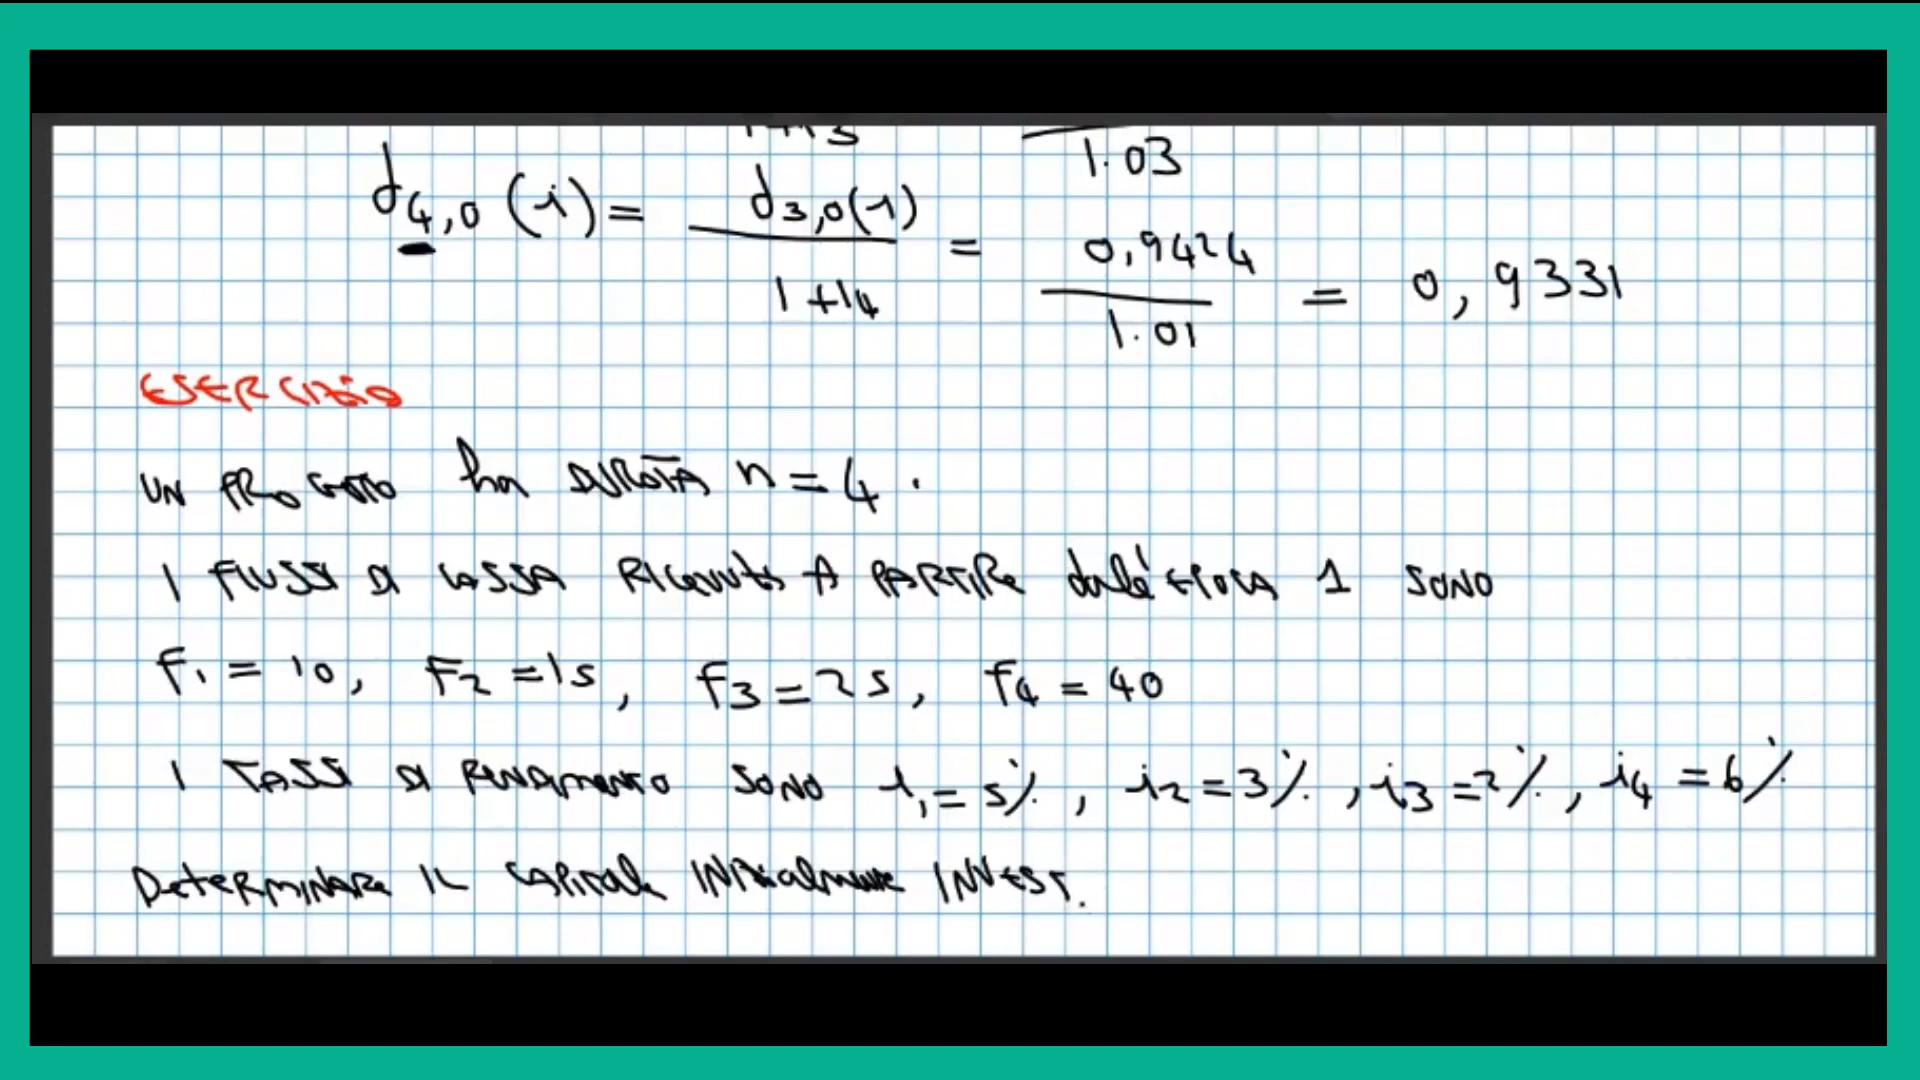 1.03
d4,0 (i) = d3,0(1) / 1+i4 = 0,9424 / 1.01 = 0,9331
ESERCIZIO
UN PROGETTO ha DURATA n = 4 .
I FLUSSI DI CASSA RICEVUTI A PARTIRE dall'EPOCA 1 SONO
F1 = 10, F2 = 15, F3 = 25, F4 = 40
I TASSI DI RENDIMENTO SONO i1 = 5%, i2 = 3%, i3 = 2%, i4 = 6%
DETERMINARE IL CAPITALE INIZIALMENTE INVEST.